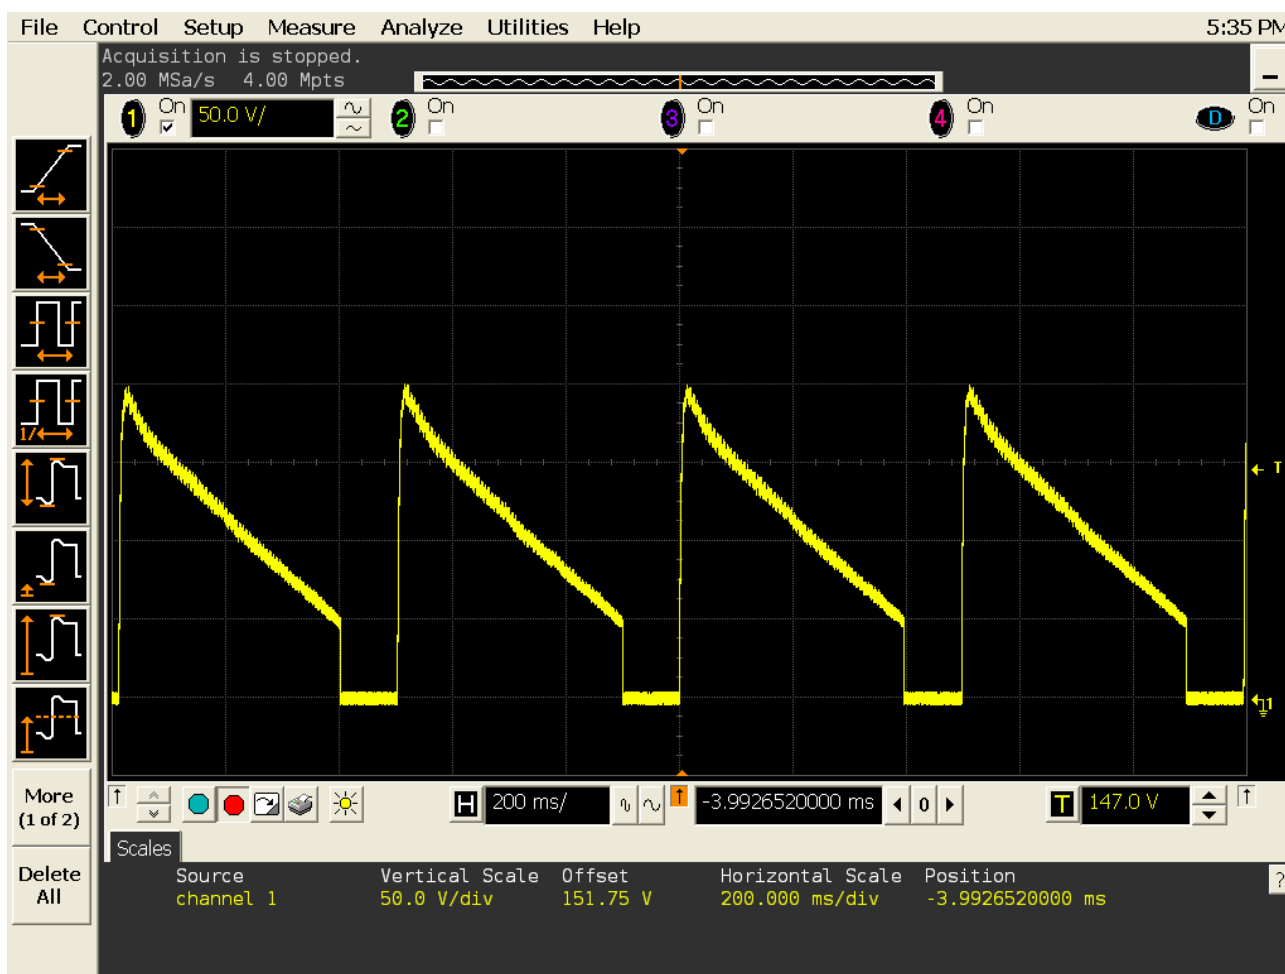 File Control Setup Measure Analyze Utilities Help 5:35 PM
Acquisition is stopped.
2.00 MSa/s 4.00 Mpts
1 On 50.0 V/ 2 On 3 On 4 On D On
1/
T
1
More
(1 of 2)
H 200 ms/ -3.9926520000 ms 0 T 147.0 V
Scales
Delete
All
Source Vertical Scale Offset Horizontal Scale Position ?
channel 1 50.0 V/div 151.75 V 200.000 ms/div -3.9926520000 ms